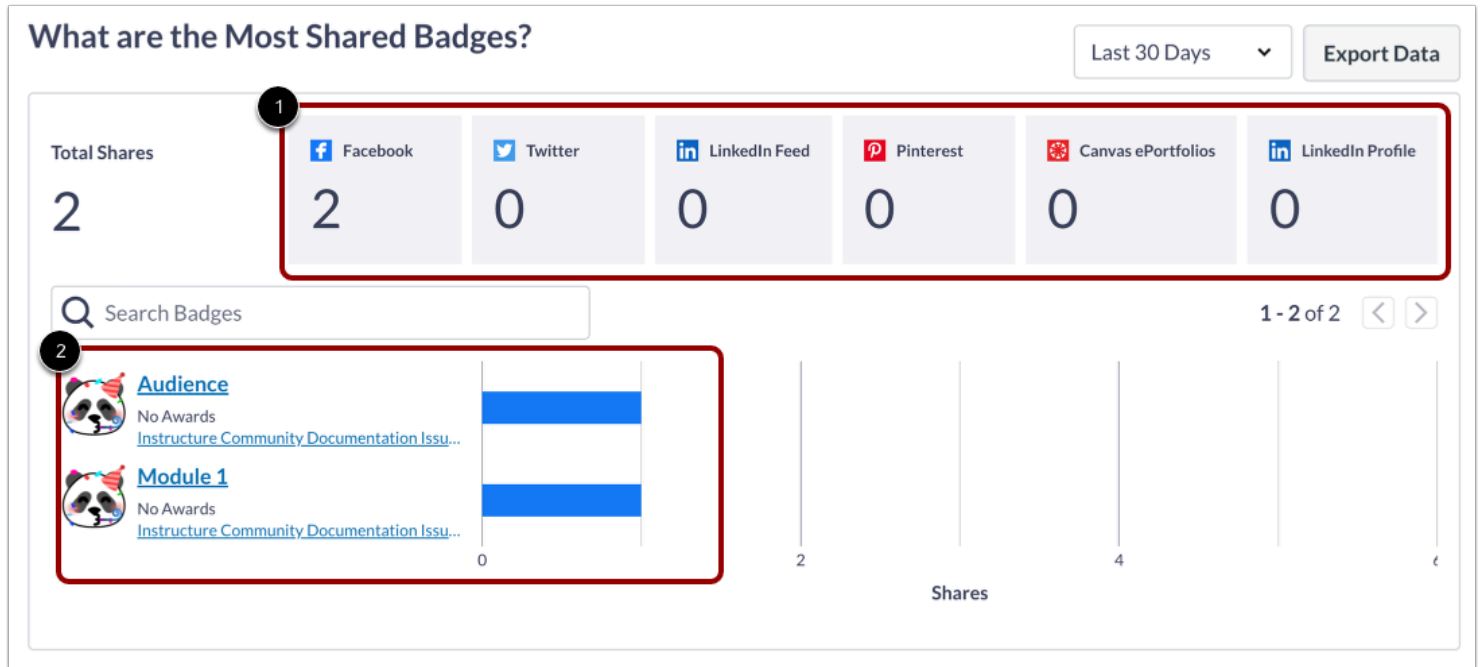 What are the Most Shared Badges?
Last 30 Days
Export Data
1
Total Shares
2
Facebook
2
Twitter
0
LinkedIn Feed
0
Pinterest
0
Canvas ePortfolios
0
LinkedIn Profile
0
Search Badges
1 - 2 of 2
2
Audience
No Awards
Instructure Community Documentation Issu...
Module 1
No Awards
Instructure Community Documentation Issu...
0 2 4
Shares